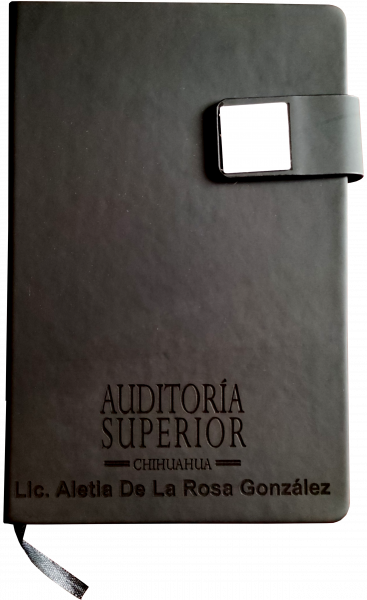 AUDITORÍA
SUPERIOR
CHIHUAHUA
Lic. Aletia De La Rosa González